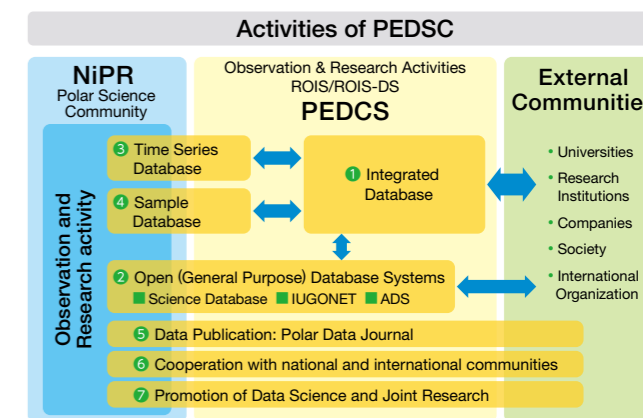 Activities of PEDSC
NiPR
Polar Science
Community
Observation and
Research activity
Observation & Research Activities
ROIS/ROIS-DS
PEDCS
External
Communitie
③ Time Series
Database
④ Sample
Database
① Integrated
Database
② Open (General Purpose) Database Systems
■ Science Database ■ IUGONET ■ ADS
⑤ Data Publication: Polar Data Journal
⑥ Cooperation with national and international communities
⑦ Promotion of Data Science and Joint Research
• Universities
• Research
Institutions
• Companies
• Society
• International
Organization